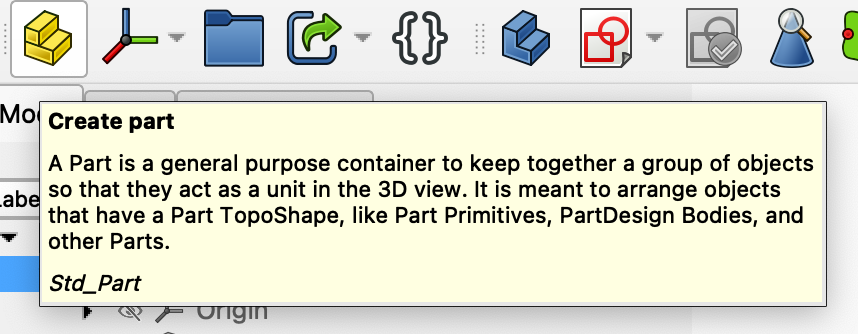 {}
Mo
Create part
A Part is a general purpose container to keep together a group of objects
so that they act as a unit in the 3D view. It is meant to arrange objects
that have a Part TopoShape, like Part Primitives, PartDesign Bodies, and
other Parts.
Labe
Std_Part
Origin